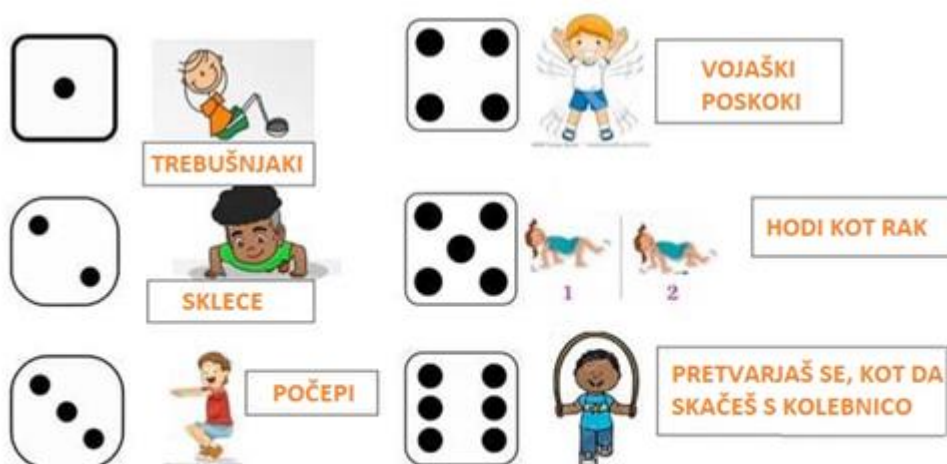 TREBUŠNJAKI
VOJAŠKI
POSKOKI
SKLECE
HODI KOT RAK
1 2
POČEPI
PRETVARJAŠ SE, KOT DA
SKAČEŠ S KOLEBNICO